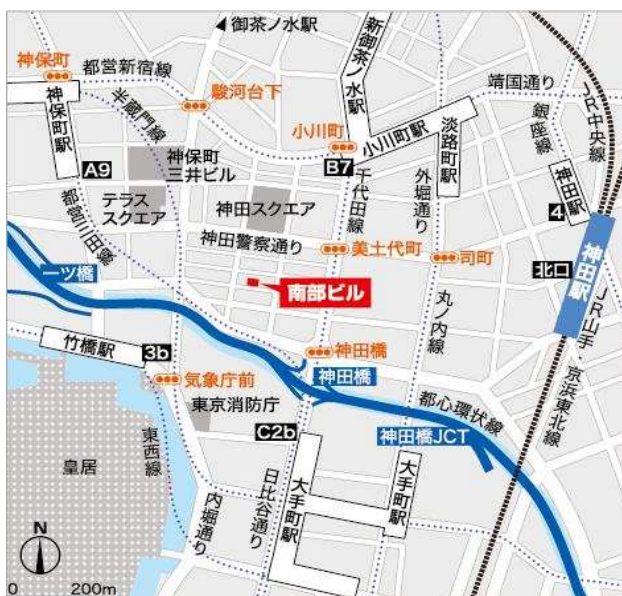 御茶ノ水駅
神保町
都営新宿線
新御茶ノ水駅
靖国通り
駿河台下
半蔵門線
神保町駅
小川町
小川町駅
淡路町駅
銀座線
JR中央線
A9
神保町
三井ビル
B7
神田駅
テラス
スクエア
神田スクエア
千代田線
外堀通り
4
都営三田線
神田警察通り
美土代町
司町
北口
神田駅
一ツ橋
南部ビル
丸ノ内線
JR山手・京浜東北線
竹橋駅
3b
神田橋
神田橋
気象庁前
東京消防庁
都心環状線
神田橋JCT
C2b
東西線
皇居
内堀通り
日比谷通り
大手町駅
大手町駅
N
0 200m